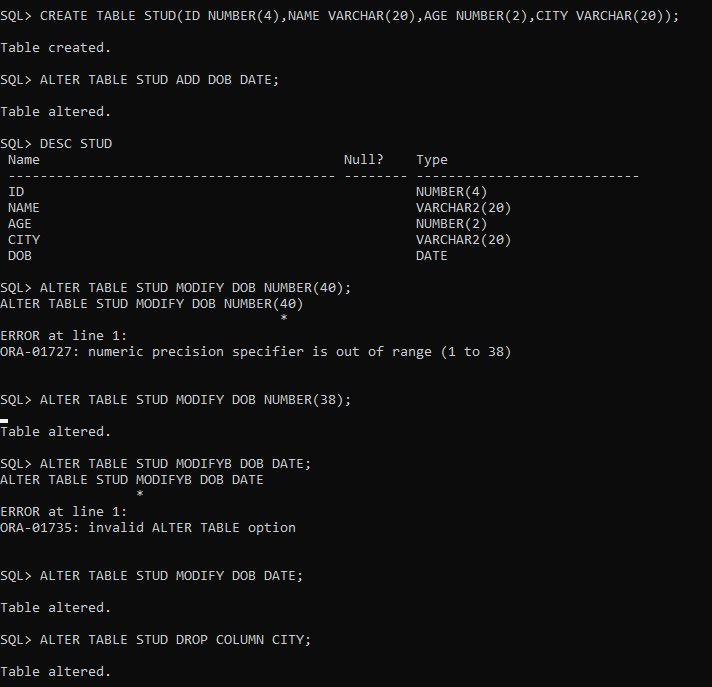 SQL> CREATE TABLE STUD(ID NUMBER(4),NAME VARCHAR(20),AGE NUMBER(2),CITY VARCHAR(20));
Table created.
SQL> ALTER TABLE STUD ADD DOB DATE;
Table altered.
SQL> DESC STUD
 Name                                      Null?    Type
 ----------------------------------------- -------- ----------------------------
 ID                                                 NUMBER(4)
 NAME                                               VARCHAR2(20)
 AGE                                                NUMBER(2)
 CITY                                               VARCHAR2(20)
 DOB                                                DATE
SQL> ALTER TABLE STUD MODIFY DOB NUMBER(40);
ALTER TABLE STUD MODIFY DOB NUMBER(40)
                                   *
ERROR at line 1:
ORA-01727: numeric precision specifier is out of range (1 to 38)
SQL> ALTER TABLE STUD MODIFY DOB NUMBER(38);
Table altered.
SQL> ALTER TABLE STUD MODIFYB DOB DATE;
ALTER TABLE STUD MODIFYB DOB DATE
                 *
ERROR at line 1:
ORA-01735: invalid ALTER TABLE option
SQL> ALTER TABLE STUD MODIFY DOB DATE;
Table altered.
SQL> ALTER TABLE STUD DROP COLUMN CITY;
Table altered.